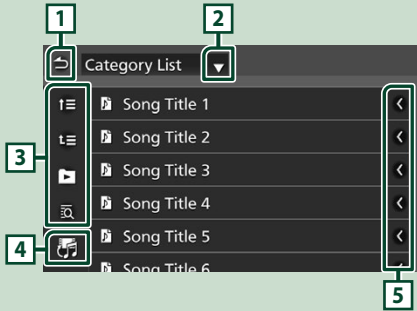 1 2
Category List
Song Title 1
Song Title 2
3 Song Title 3
Song Title 4
4 Song Title 5
Song Title 6
5